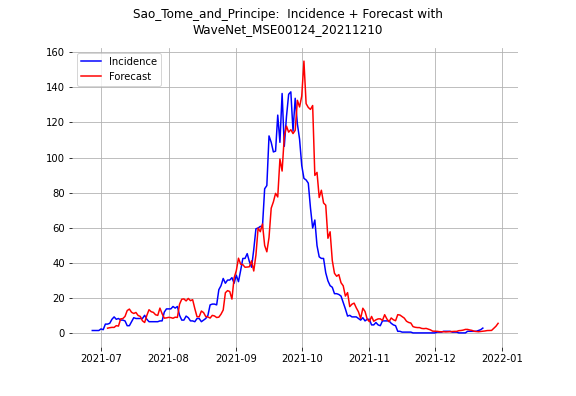 Sao_Tome_and_Principe:  Incidence + Forecast with
WaveNet_MSE00124_20211210
Incidence
Forecast
160
140
120
100
80
60
40
20
0
2021-07 2021-08 2021-09 2021-10 2021-11 2021-12 2022-01